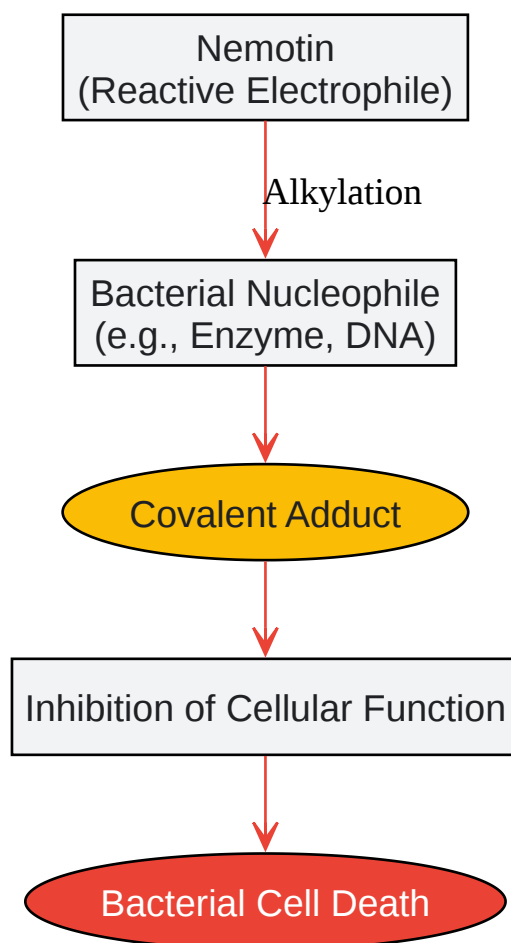 Nemotin
(Reactive Electrophile)
Alkylation
Bacterial Nucleophile
(e.g., Enzyme, DNA)
Covalent Adduct
Inhibition of Cellular Function
Bacterial Cell Death